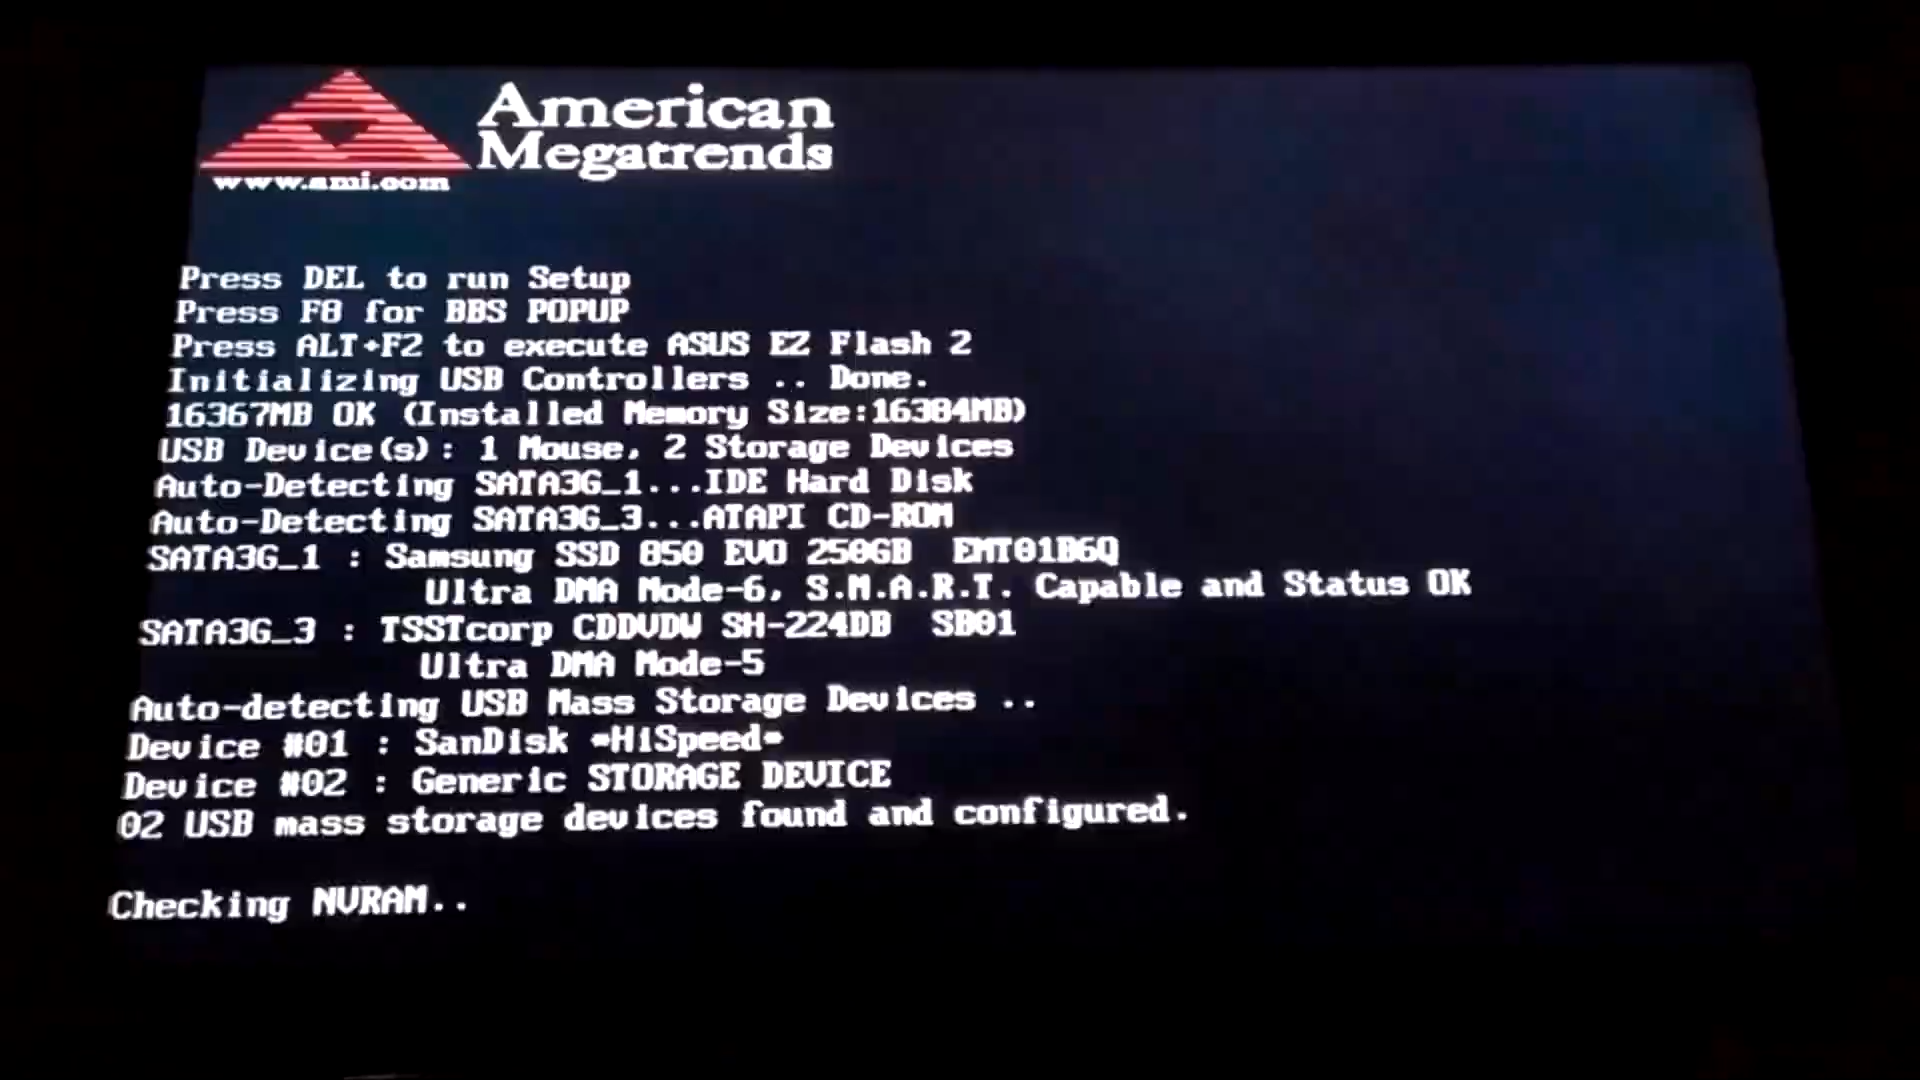 American
Megatrends
www.ami.com
Press DEL to run Setup
Press F8 for BBS POPUP
Press ALT+F2 to execute ASUS EZ Flash 2
Initializing USB Controllers .. Done.
16367MB OK (Installed Memory Size:16384MB)
USB Device(s): 1 Mouse, 2 Storage Devices
Auto-Detecting SATA3G_1...IDE Hard Disk
Auto-Detecting SATA3G_3...ATAPI CD-ROM
SATA3G_1 : Samsung SSD 850 EVO 250GB EMT01B6Q
Ultra DMA Mode-6, S.M.A.R.T. Capable and Status OK
SATA3G_3 : TSSTcorp CDDVDW SH-224DB SB01
Ultra DMA Mode-5
Auto-detecting USB Mass Storage Devices ..
Device #01 : SanDisk *HiSpeed*
Device #02 : Generic STORAGE DEVICE
02 USB mass storage devices found and configured.
Checking NVRAM..